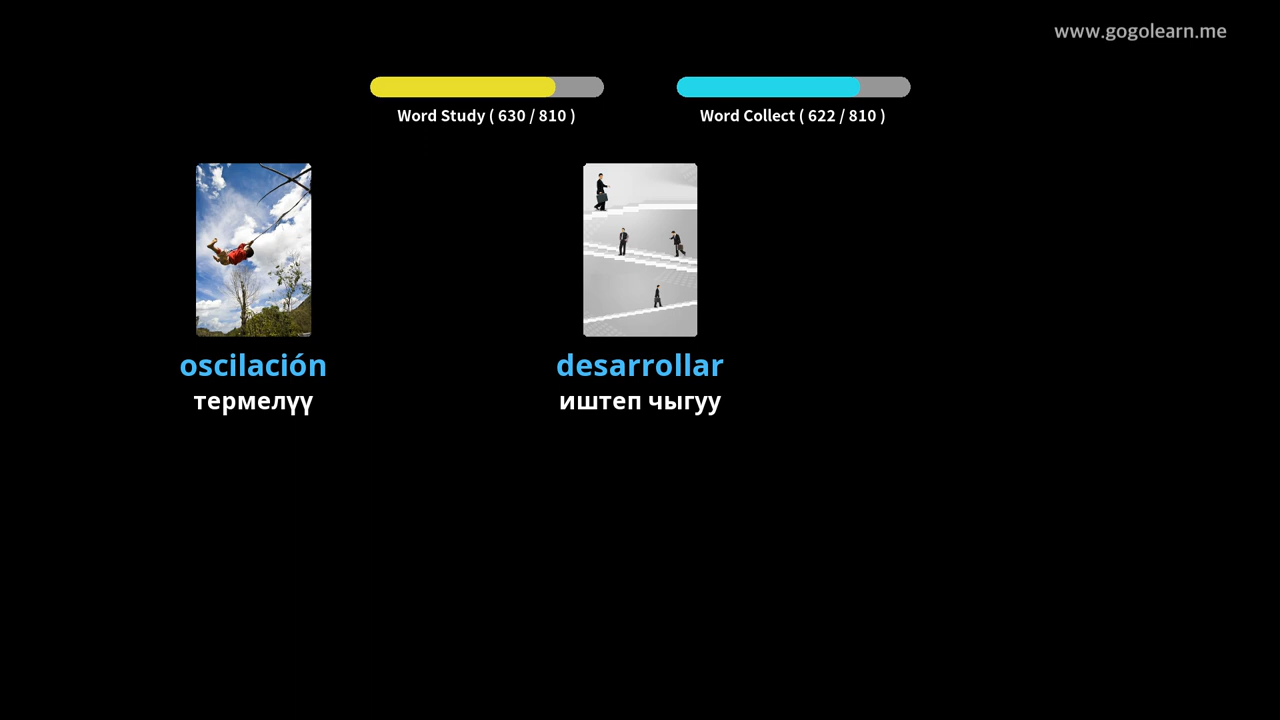 www.gogolearn.me
Word Study ( 630 / 810 )
Word Collect ( 622 / 810 )
oscilación
термелүү
desarrollar
иштеп чыгуу